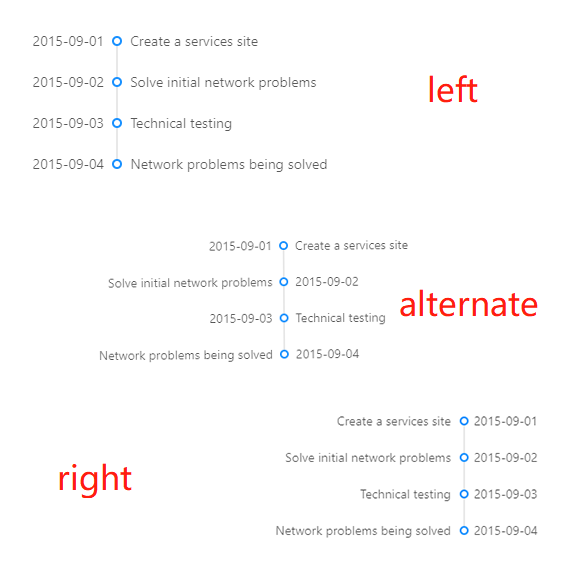 2015-09-01 Create a services site
2015-09-02 Solve initial network problems
left
2015-09-03 Technical testing
2015-09-04 Network problems being solved
2015-09-01 Create a services site
Solve initial network problems 2015-09-02
alternate
2015-09-03 Technical testing
Network problems being solved 2015-09-04
Create a services site 2015-09-01
Solve initial network problems 2015-09-02
right
Technical testing 2015-09-03
Network problems being solved 2015-09-04